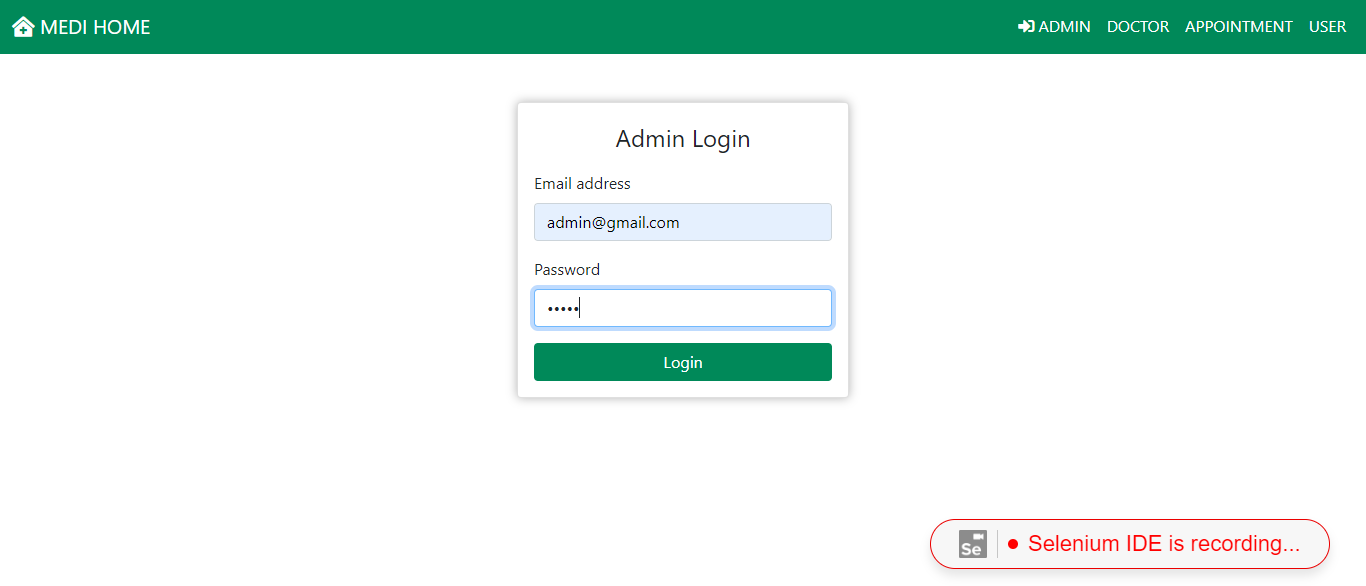 MEDI HOME
ADMIN DOCTOR APPOINTMENT USER
Admin Login
Email address
admin@gmail.com
Password
•••••
Login
Se
Selenium IDE is recording...